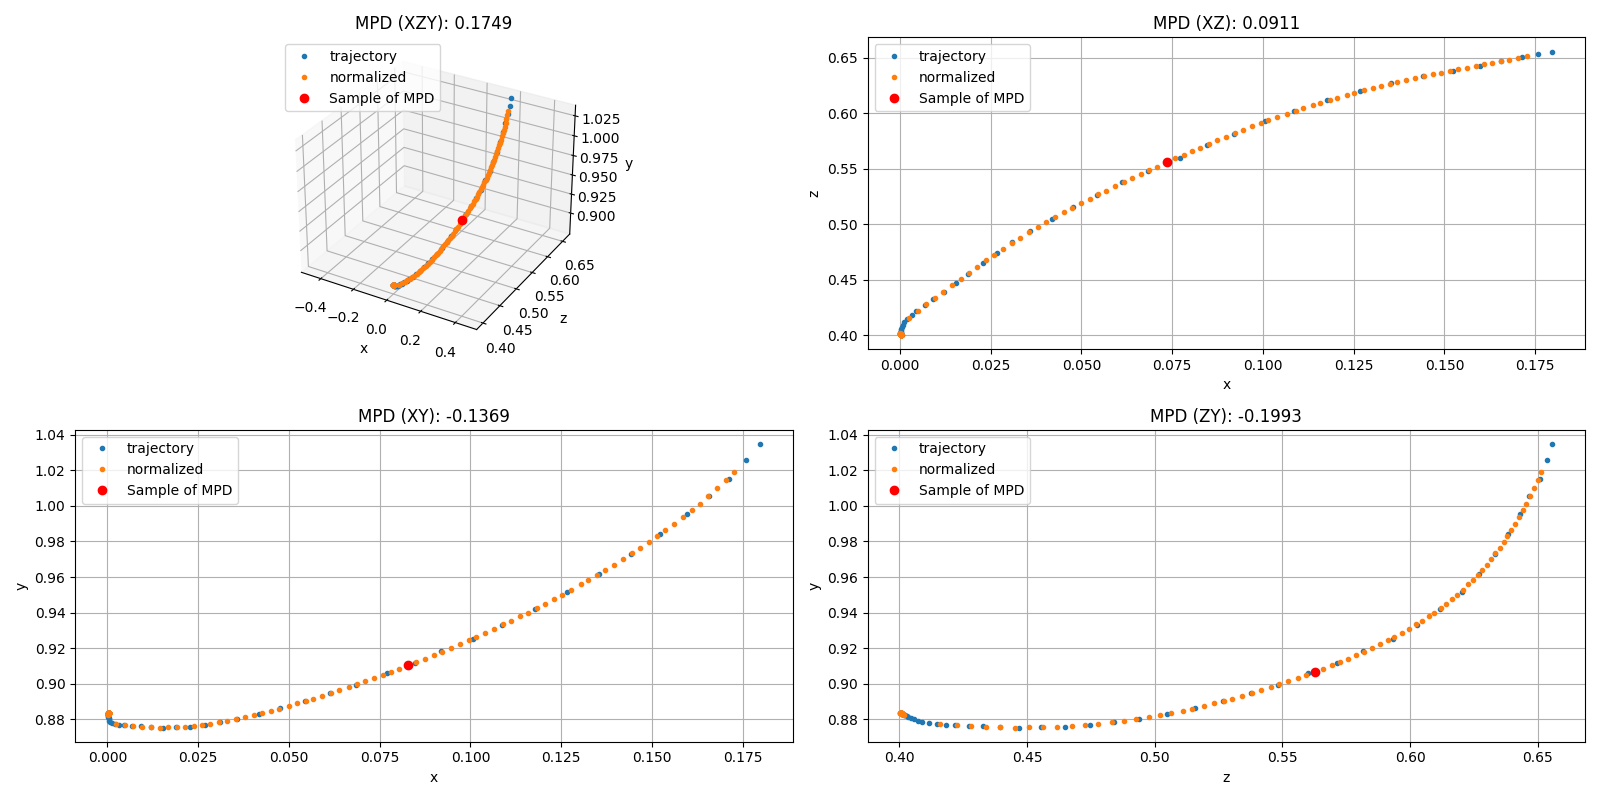 MPD (XZY): 0.1749
trajectory
normalized
Sample of MPD
1.025
1.000
0.975
0.950
0.925
0.900
y
0.65
0.60
0.55
0.50
0.45
0.40
z
−0.4
−0.2
0.0
0.2
0.4
x
MPD (XZ): 0.0911
trajectory
normalized
Sample of MPD
0.65
0.60
0.55
0.50
0.45
0.40
z
0.000 0.025 0.050 0.075 0.100 0.125 0.150 0.175
x
MPD (XY): -0.1369
trajectory
normalized
Sample of MPD
1.04
1.02
1.00
0.98
0.96
0.94
0.92
0.90
0.88
y
0.000 0.025 0.050 0.075 0.100 0.125 0.150 0.175
x
MPD (ZY): -0.1993
trajectory
normalized
Sample of MPD
1.04
1.02
1.00
0.98
0.96
0.94
0.92
0.90
0.88
y
0.40 0.45 0.50 0.55 0.60 0.65
z